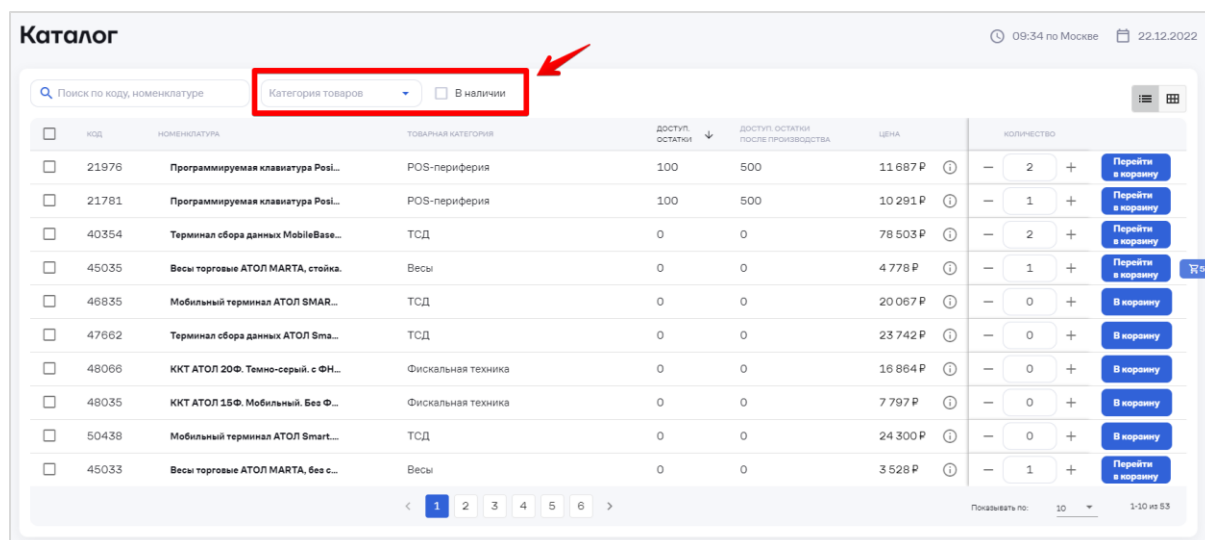 Каталог
09:34 по Москве 22.12.2022
Поиск по коду, номенклатуре Категория товаров В наличии
КОД НОМЕНКЛАТУРА ТОВАРНАЯ КАТЕГОРИЯ ДОСТУП. ОСТАТКИ ДОСТУП. ОСТАТКИ ПОСЛЕ ПРОИЗВОДСТВА ЦЕНА КОЛИЧЕСТВО
21976 Программируемая клавиатура Posi... POS-периферия 100 500 11 687 ₽ − 2 + Перейти в корзину
21781 Программируемая клавиатура Posi... POS-периферия 100 500 10 291 ₽ − 1 + Перейти в корзину
40354 Терминал сбора данных MobileBase... ТСД 0 0 78 503 ₽ − 2 + Перейти в корзину
45035 Весы торговые АТОЛ MARTA, стойка. Весы 0 0 4 778 ₽ − 1 + Перейти в корзину
5
46835 Мобильный терминал АТОЛ SMAR... ТСД 0 0 20 067 ₽ − 0 + В корзину
47662 Терминал сбора данных АТОЛ Sma... ТСД 0 0 23 742 ₽ − 0 + В корзину
48066 ККТ АТОЛ 20Ф. Темно-серый. с ФН... Фискальная техника 0 0 16 864 ₽ − 0 + В корзину
48035 ККТ АТОЛ 15Ф. Мобильный. Без Ф... Фискальная техника 0 0 7 797 ₽ − 0 + В корзину
50438 Мобильный терминал АТОЛ Smart.... ТСД 0 0 24 300 ₽ − 0 + В корзину
45033 Весы торговые АТОЛ MARTA, без с... Весы 0 0 3 528 ₽ − 1 + Перейти в корзину
< 1 2 3 4 5 6 > Показывать по: 10 1-10 из 53